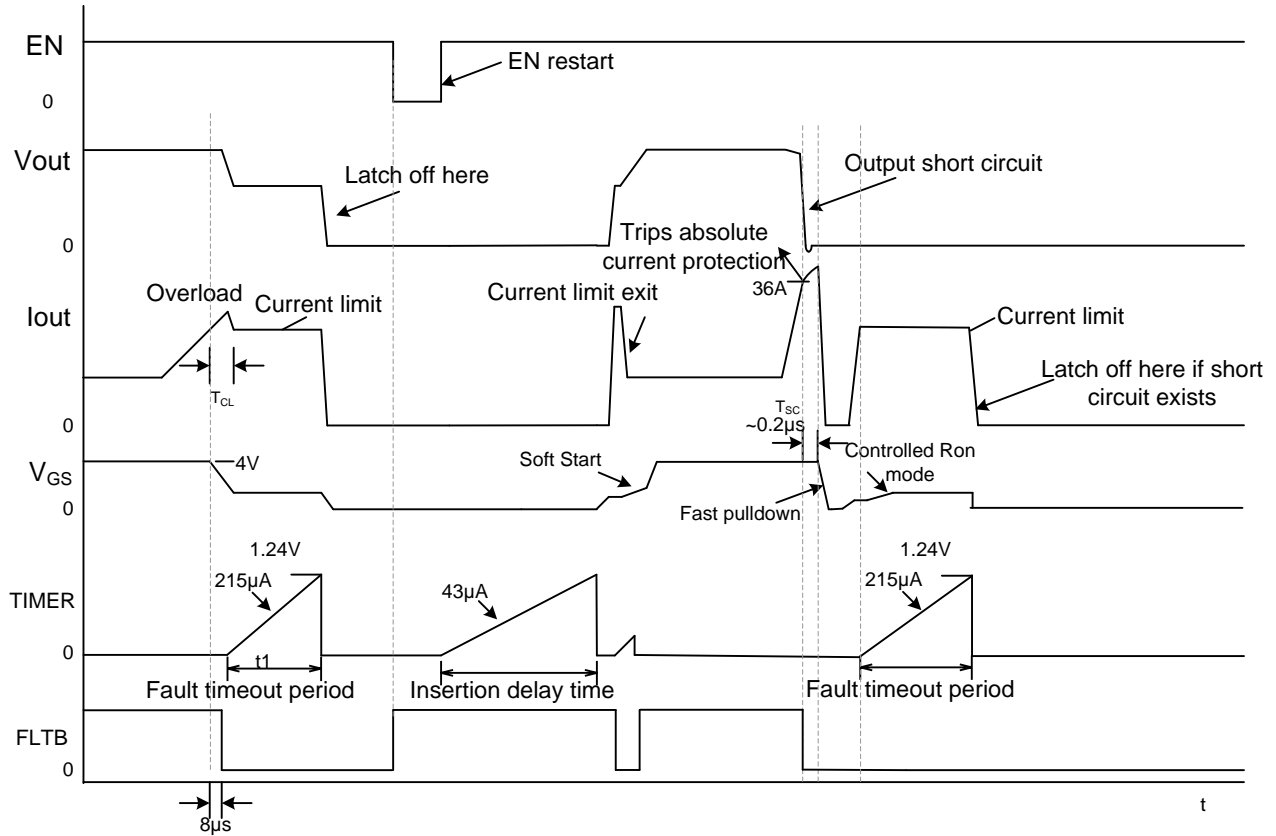 EN
EN restart
0
Vout
Latch off here
Output short circuit
0
Trips absolute
current protection
36A
Overload
Current limit
Current limit exit
Iout
Current limit
TCL
Latch off here if short
circuit exists
TSC
~0.2µs
0
4V
Soft Start
Controlled Ron
mode
VGS
0
Fast pulldown
1.24V
1.24V
215µA
43µA
215µA
TIMER
0
t1
Fault timeout period
Insertion delay time
Fault timeout period
FLTB
0
t
8µs